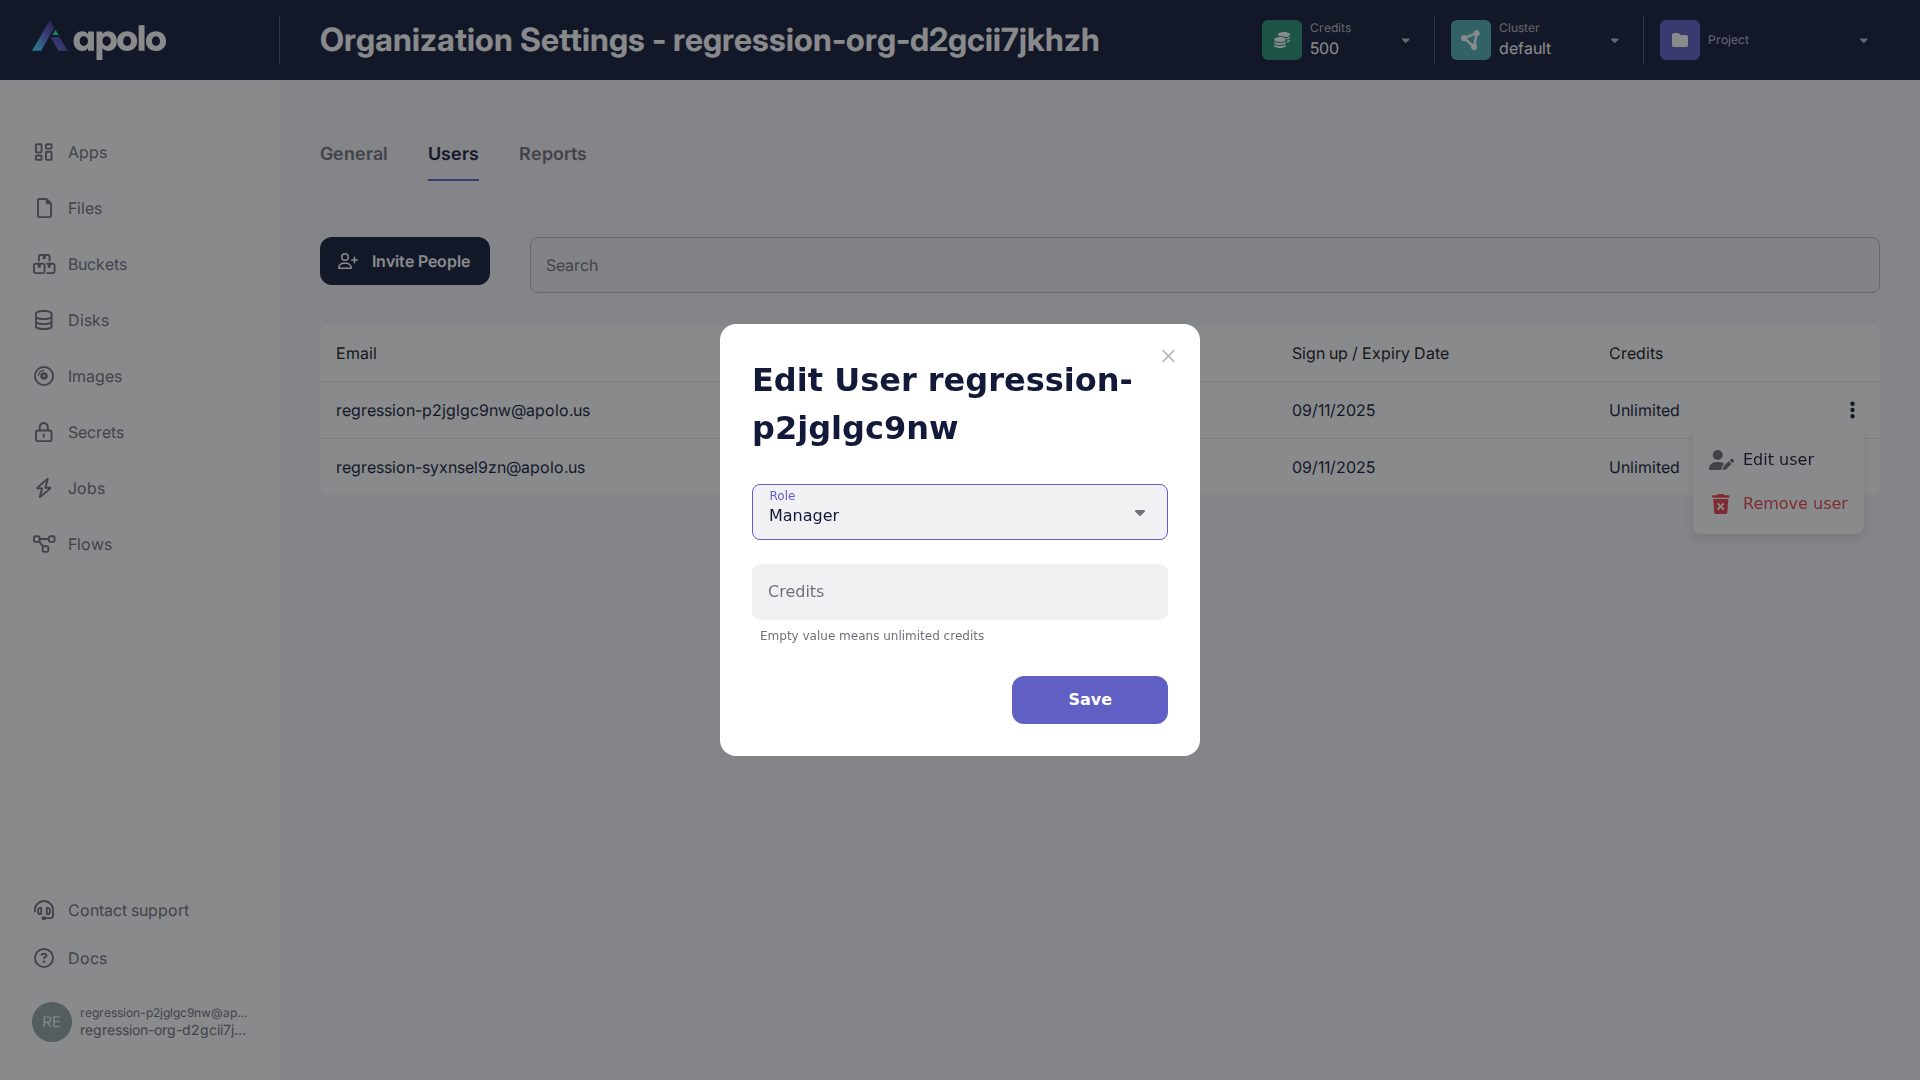 apolo
Organization Settings - regression-org-d2gcii7jkhzh
Credits
500
Cluster
default
Project
Apps
Files
Buckets
Disks
Images
Secrets
Jobs
Flows
General
Users
Reports
Invite People
Search
Email
Sign up / Expiry Date
Credits
regression-p2jglgc9nw@apolo.us
09/11/2025
Unlimited
regression-syxnsel9zn@apolo.us
09/11/2025
Unlimited
Edit user
Remove user
Edit User regression-
p2jglgc9nw
Role
Manager
Credits
Empty value means unlimited credits
Save
Contact support
Docs
RE
regression-p2jglgc9nw@ap...
regression-org-d2gcii7j...